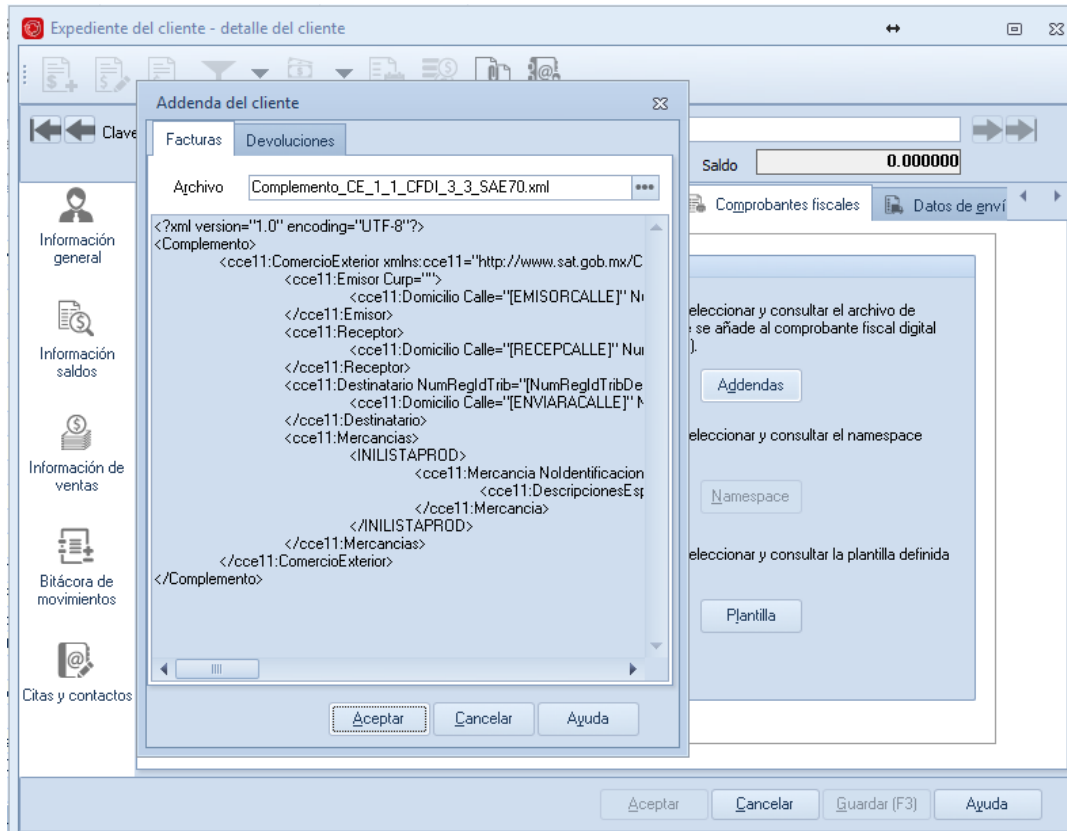 Expediente del cliente - detalle del cliente
Addenda del cliente
Clave
Facturas
Devoluciones
Saldo
0.000000
Archivo
Complemento_CE_1_1_CFDI_3_3_SAE70.xml
Comprobantes fiscales
Datos de enví
<?xml version="1.0" encoding="UTF-8"?>
<Complemento>
<cce11:ComercioExterior xmlns:cce11="http://www.sat.gob.mx/C
<cce11:Emisor Curp="">
<cce11:Domicilio Calle="[EMISORCALLE]" Nu
</cce11:Emisor>
<cce11:Receptor>
<cce11:Domicilio Calle="[RECEPCALLE]" Nu
</cce11:Receptor>
<cce11:Destinatario NumRegIdTrib="[NumRegIdTribDe
<cce11:Domicilio Calle="[ENVIARACALLE]" N
</cce11:Destinatario>
<cce11:Mercancias>
<INILISTAPROD>
<cce11:Mercancia NoIdentificacion
<cce11:DescripcionesEsp
</cce11:Mercancia>
</INILISTAPROD>
</cce11:Mercancias>
</cce11:ComercioExterior>
</Complemento>
Información
general
Información
saldos
Información de
ventas
Bitácora de
movimientos
Citas y contactos
eleccionar y consultar el archivo de
se añade al comprobante fiscal digital
).
Addendas
eleccionar y consultar el namespace
Namespace
eleccionar y consultar la plantilla definida
Plantilla
Aceptar
Cancelar
Ayuda
Aceptar
Cancelar
Guardar (F3)
Ayuda